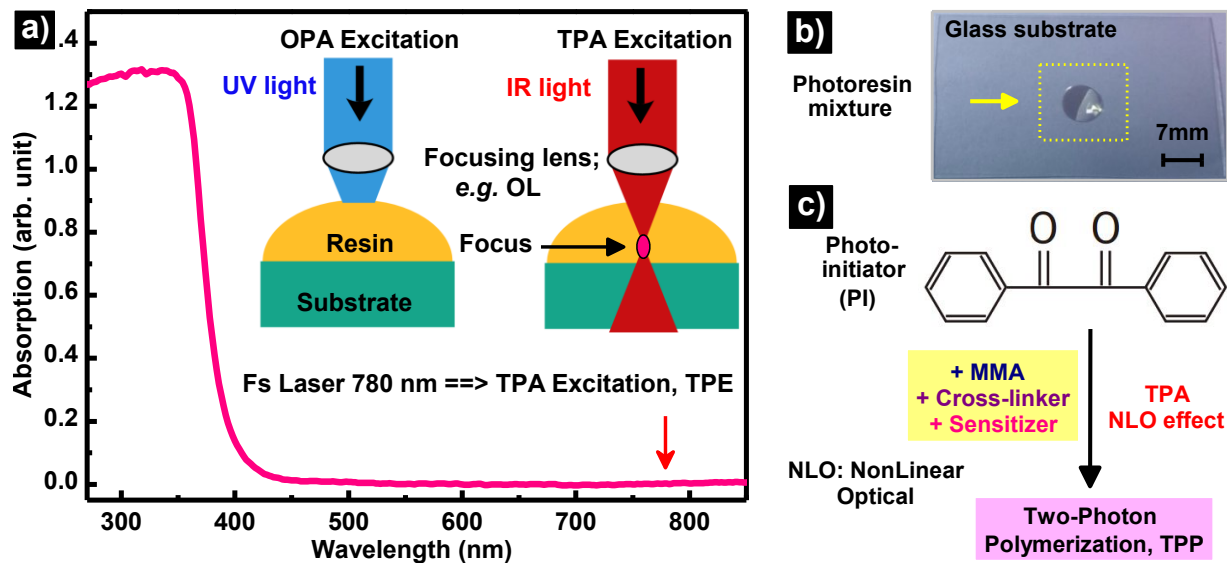 a)
OPA Excitation
TPA Excitation
UV light
IR light
Focusing lens;
e.g. OL
Resin
Focus
Substrate
Fs Laser 780 nm ==> TPA Excitation, TPE
Absorption (arb. unit)
1.4
1.2
1.0
0.8
0.6
0.4
0.2
0.0
300
400
500
600
700
800
Wavelength (nm)
b)
Glass substrate
Photoresin
mixture
7mm
c)
O O
Photo-
initiator
(PI)
+ MMA
+ Cross-linker
+ Sensitizer
TPA
NLO effect
NLO: NonLinear
Optical
Two-Photon
Polymerization, TPP